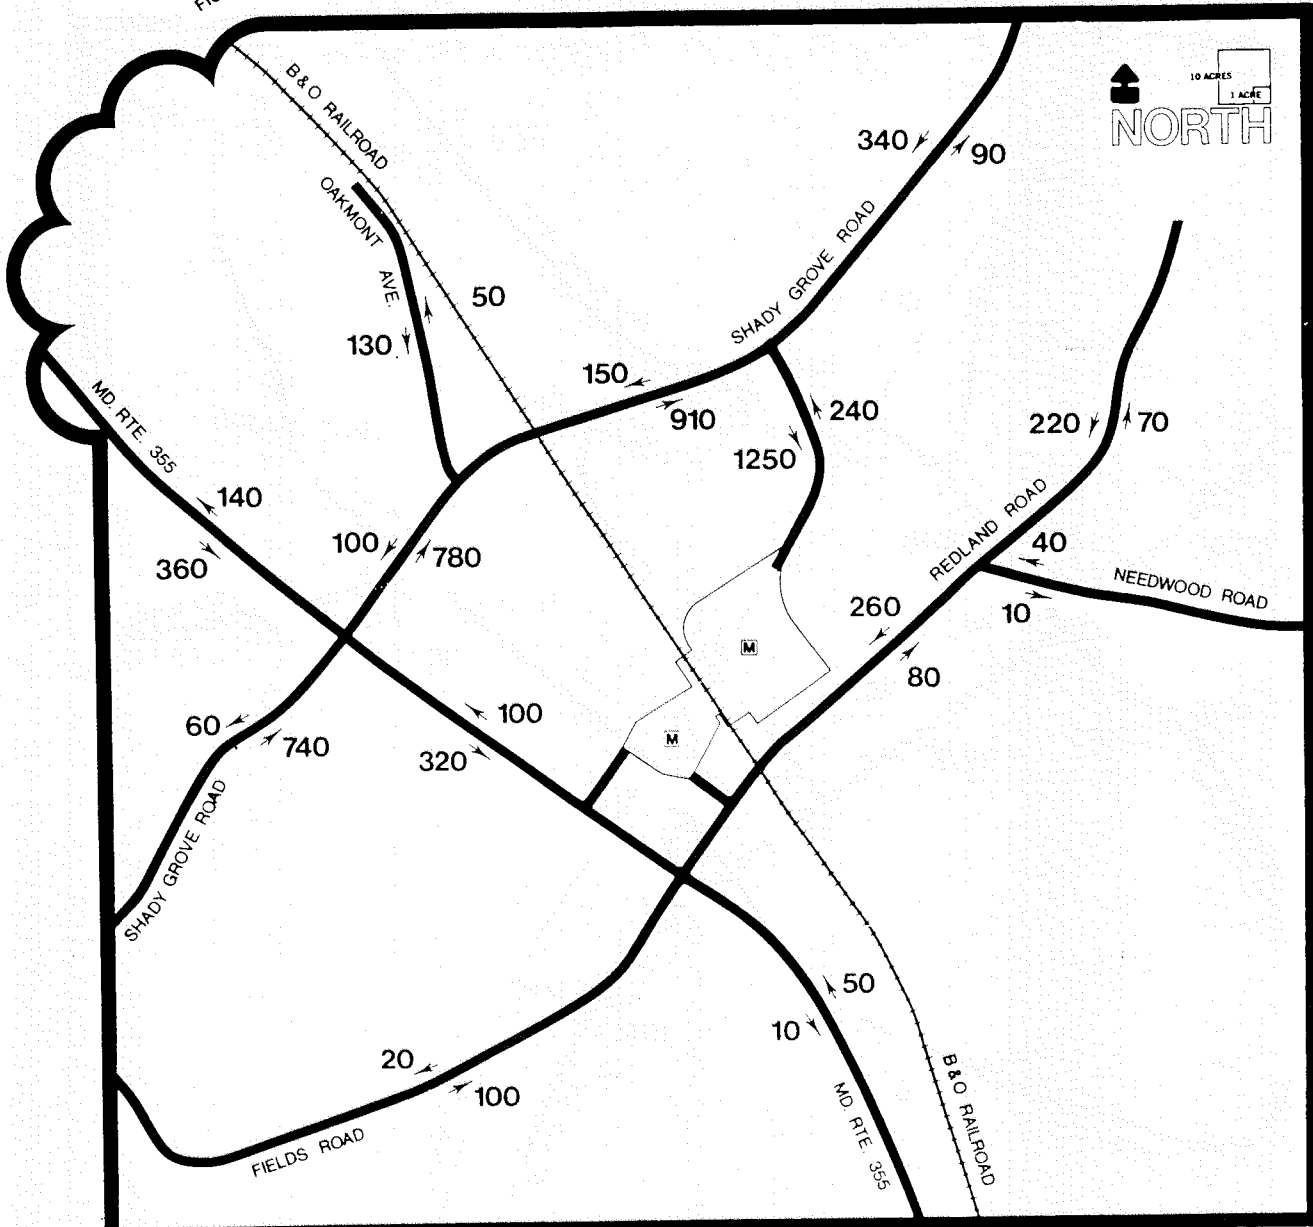 B&O RAILROAD
10 ACRES
1 ACRE
NORTH
340
90
OAKMONT AVE.
SHADY GROVE ROAD
50
130
150
910
240
1250
220
70
MD. RTE. 355
140
360
100
780
REDLAND ROAD
40
10
NEEDWOOD ROAD
260
80
M
M
60
740
100
320
SHADY GROVE ROAD
50
10
20
100
FIELDS ROAD
MD. RTE. 355
B&O RAILROAD